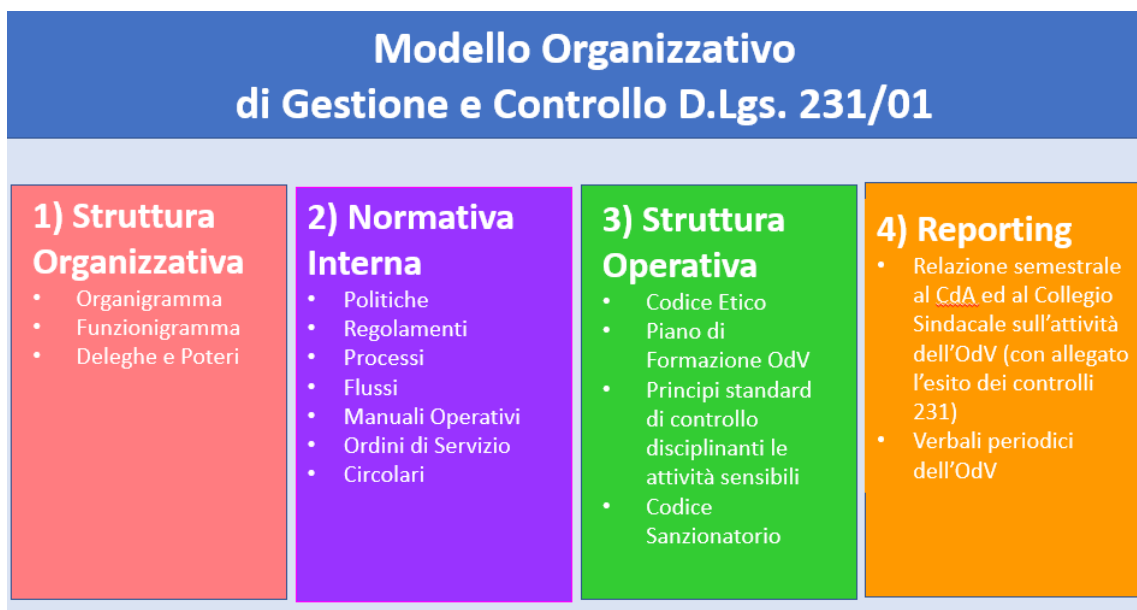 Modello Organizzativo
di Gestione e Controllo D.Lgs. 231/01
1) Struttura
Organizzativa
• Organigramma
• Funzionigramma
• Deleghe e Poteri
2) Normativa
Interna
• Politiche
• Regolamenti
• Processi
• Flussi
• Manuali Operativi
• Ordini di Servizio
• Circolari
3) Struttura
Operativa
• Codice Etico
• Piano di
Formazione OdV
• Principi standard
di controllo
disciplinanti le
attività sensibili
• Codice
Sanzionatorio
4) Reporting
• Relazione semestrale
al CdA ed al Collegio
Sindacale sull'attività
dell'OdV (con allegato
l'esito dei controlli
231)
• Verbali periodici
dell'OdV